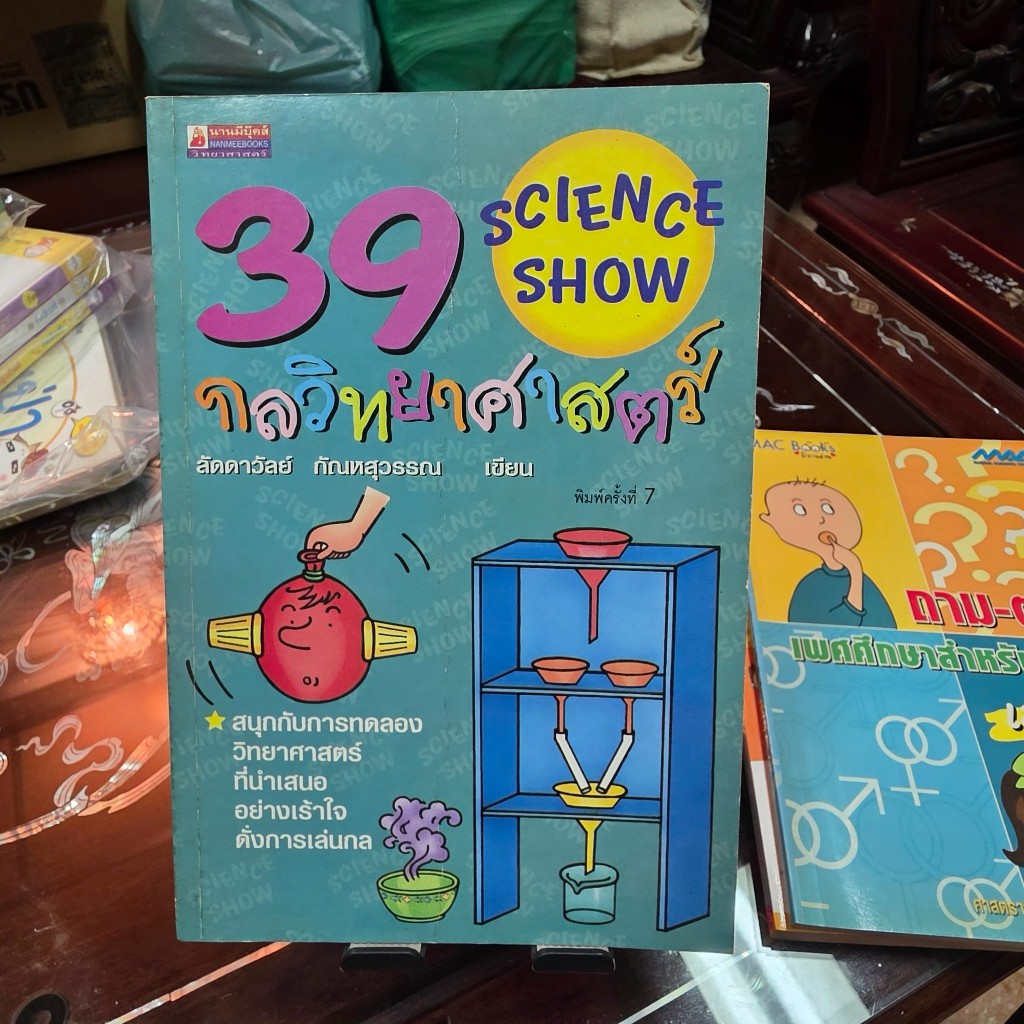 นานมีบุ๊คส์
NANMEEBOOKS
วิทยาศาสตร์
39
SCIENCE
SHOW
กลวิทยาศาสตร์
ลัดดาวัลย์ กัณหสุวรรณ เขียน
พิมพ์ครั้งที่ 7
สนุกกับการทดลอง
วิทยาศาสตร์
ที่นำเสนอ
อย่างเร้าใจ
ดั่งการเล่นกล
MAC Books
MAC
ถาม-
เพศศึกษาสำหรับ